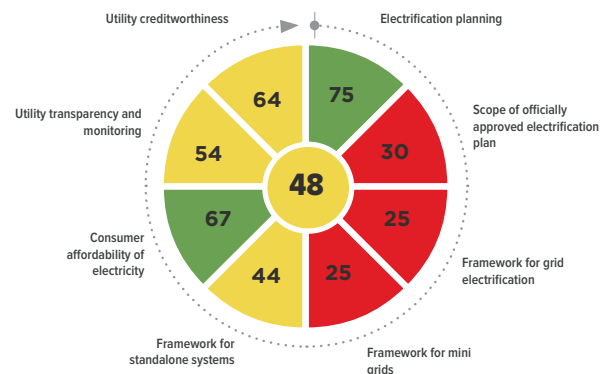 Utility creditworthiness
Electrification planning
64
75
Utility transparency and
monitoring
Scope of officially
approved electrification
plan
54
30
48
67
25
Consumer
affordability of
electricity
Framework for grid
electrification
44
25
Framework for
standalone systems
Framework for mini
grids